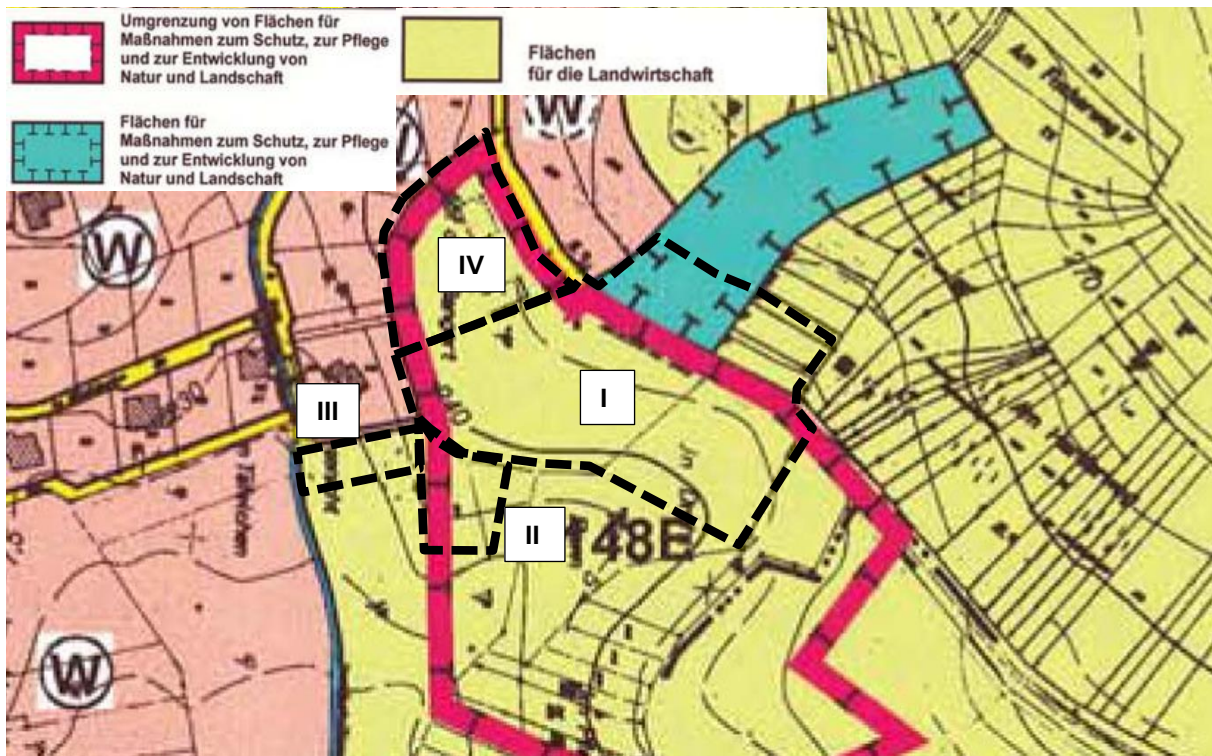 Umgrenzung von Flächen für
Maßnahmen zum Schutz, zur Pflege
und zur Entwicklung von
Natur und Landschaft
Flächen
für die Landwirtschaft
Flächen für
Maßnahmen zum Schutz, zur Pflege
und zur Entwicklung von
Natur und Landschaft
W
Am
W
IV
I
III
II
148E
W